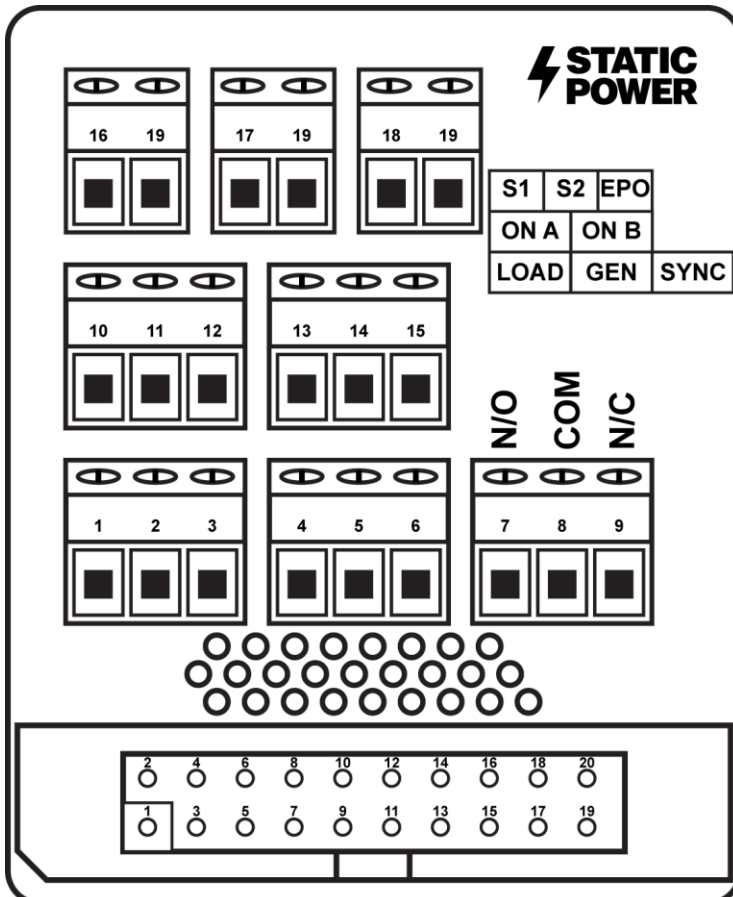 STATIC
POWER
16 19 17 19 18 19
S1 S2 EPO
ON A ON B
LOAD GEN SYNC
10 11 12 13 14 15
N/O COM N/C
1 2 3 4 5 6 7 8 9
2 4 6 8 10 12 14 16 18 20
1 3 5 7 9 11 13 15 17 19